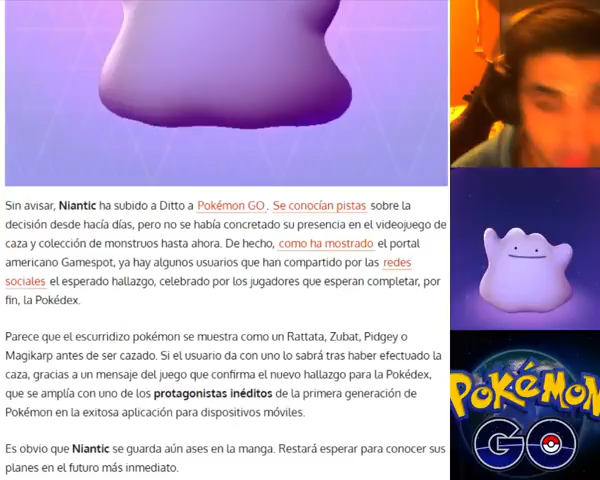 Sin avisar, Niantic ha subido a Ditto a Pokémon GO. Se conocían pistas sobre la
decisión desde hacía días, pero no se había concretado su presencia en el videojuego de
caza y colección de monstruos hasta ahora. De hecho, como ha mostrado el portal
americano Gamespot, ya hay algunos usuarios que han compartido por las redes
sociales el esperado hallazgo, celebrado por los jugadores que esperan completar, por
fin, la Pokédex.
Parece que el escurridizo pokémon se muestra como un Rattata, Zubat, Pidgey o
Magikarp antes de ser cazado. Si el usuario da con uno lo sabrá tras haber efectuado la
caza, gracias a un mensaje del juego que confirma el nuevo hallazgo para la Pokédex,
que se amplía con uno de los protagonistas inéditos de la primera generación de
Pokémon en la exitosa aplicación para dispositivos móviles.
Es obvio que Niantic se guarda aún ases en la manga. Restará esperar para conocer sus
planes en el futuro más inmediato.
POKÉMON
GO